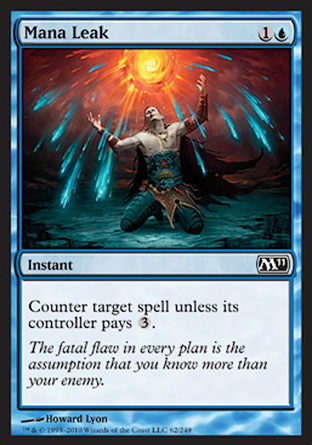 Mana Leak 1
Instant M11
Counter target spell unless its
controller pays 3.
The fatal flaw in every plan is the
assumption that you know more than
your enemy.
Howard Lyon
™ & © 1993–2010 Wizards of the Coast LLC 62/249